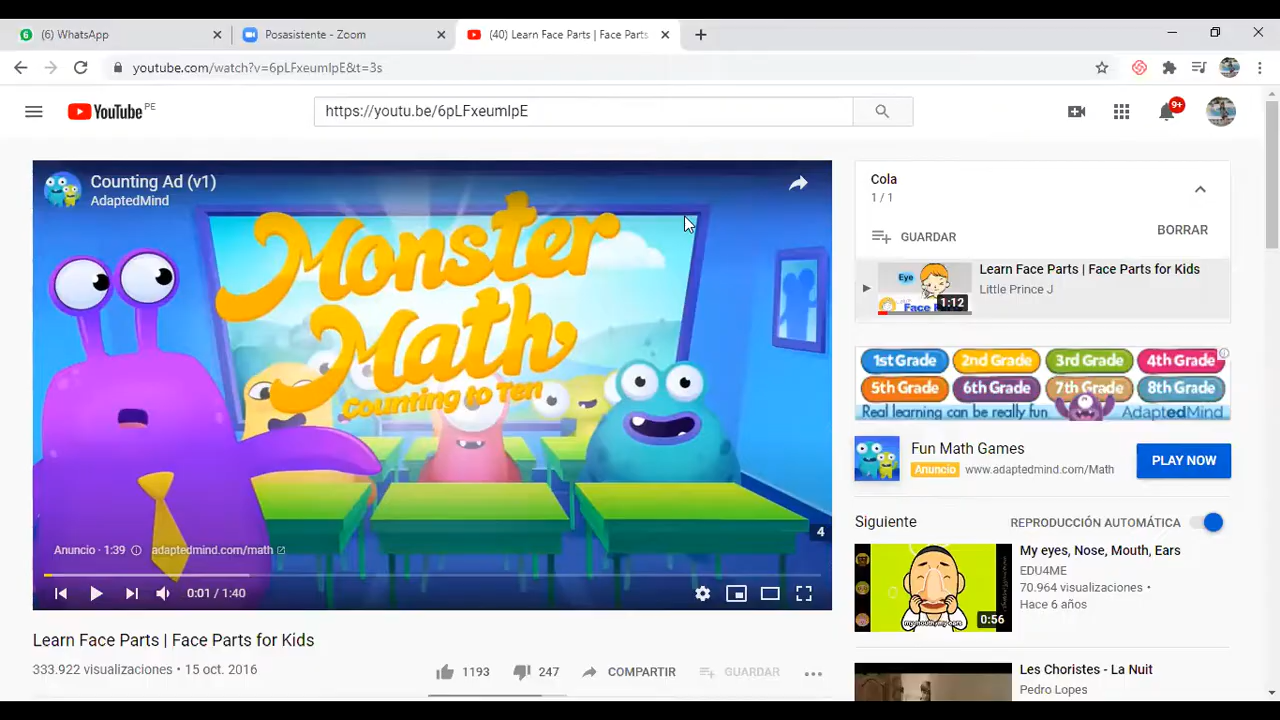 (6) WhatsApp
Posasistente - Zoom
(40) Learn Face Parts | Face Parts
youtube.com/watch?v=6pLFxeumIpE&t=3s
YouTube PE
https://youtu.be/6pLFxeumIpE
9+
Counting Ad (v1)
AdaptedMind
Monster
Math
Counting to Ten
4
Anuncio · 1:39
adaptedmind.com/math
0:01 / 1:40
Learn Face Parts | Face Parts for Kids
333.922 visualizaciones • 15 oct. 2016
1193
247
COMPARTIR
GUARDAR
Cola
1 / 1
GUARDAR
BORRAR
Eye
1:12
Learn Face Parts | Face Parts for Kids
Little Prince J
1st Grade
2nd Grade
3rd Grade
4th Grade
5th Grade
6th Grade
7th Grade
8th Grade
Real learning can be really fun
AdaptedMind
Fun Math Games
Anuncio
www.adaptedmind.com/Math
PLAY NOW
Siguiente
REPRODUCCIÓN AUTOMÁTICA
my mouth, my ears
0:56
My eyes, Nose, Mouth, Ears
EDU4ME
70.954 visualizaciones •
Hace 6 años
Les Choristes - La Nuit
Pedro Lopes